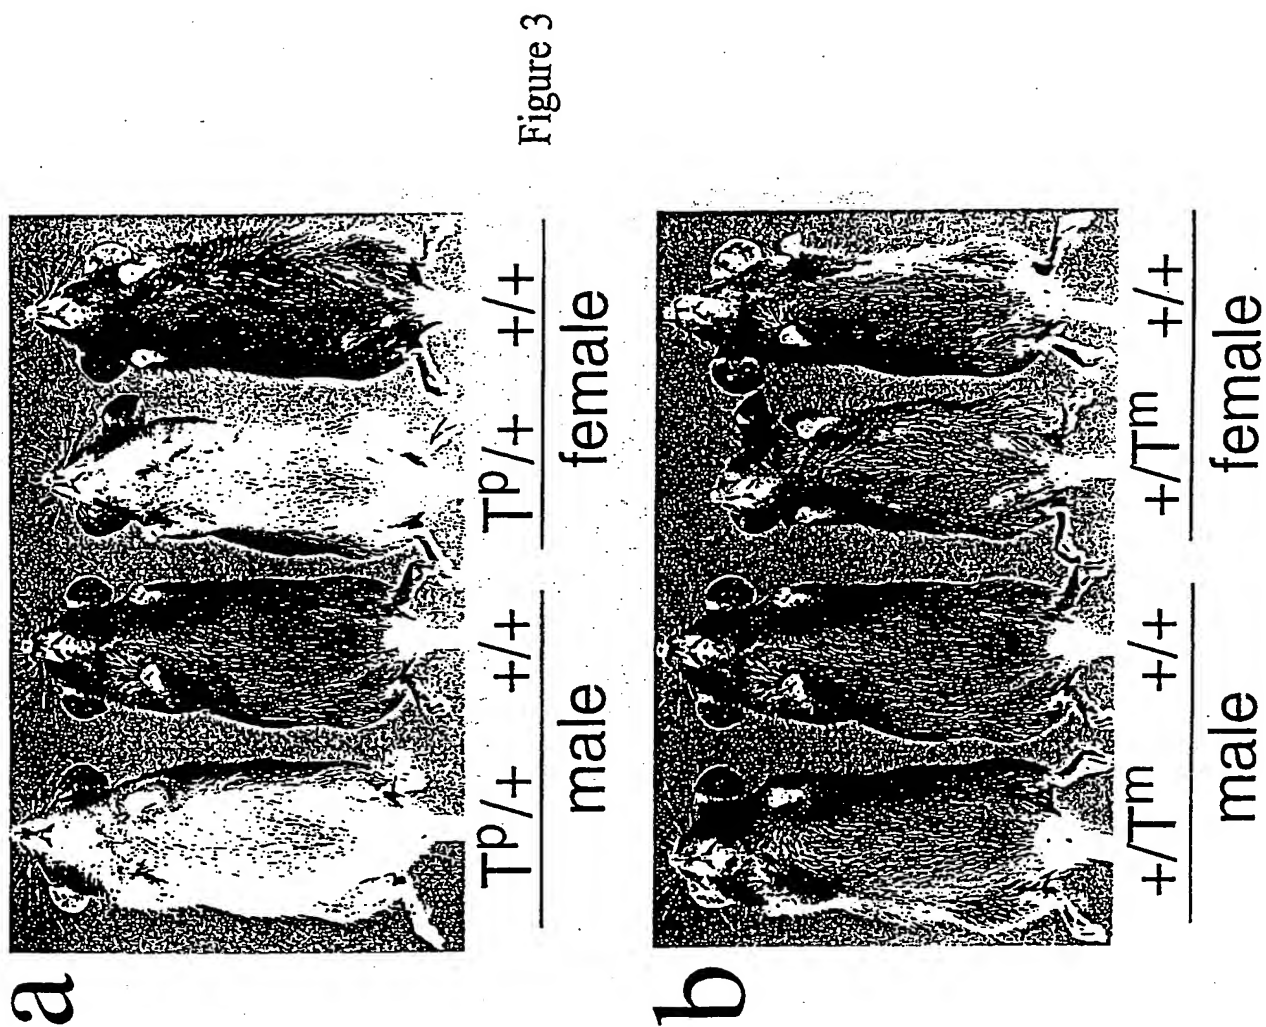 a
Tᵖ/+ +/+ Tᵖ/+ +/+
male female
Figure 3
b
+/Tᵐ +/+ +/Tᵐ +/+
male female